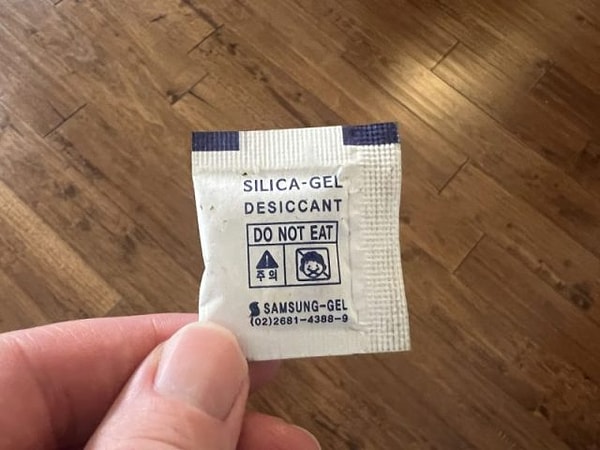 SILICA-GEL
DESICCANT
DO NOT EAT
주의
SAMSUNG-GEL
(02)2681-4388-9